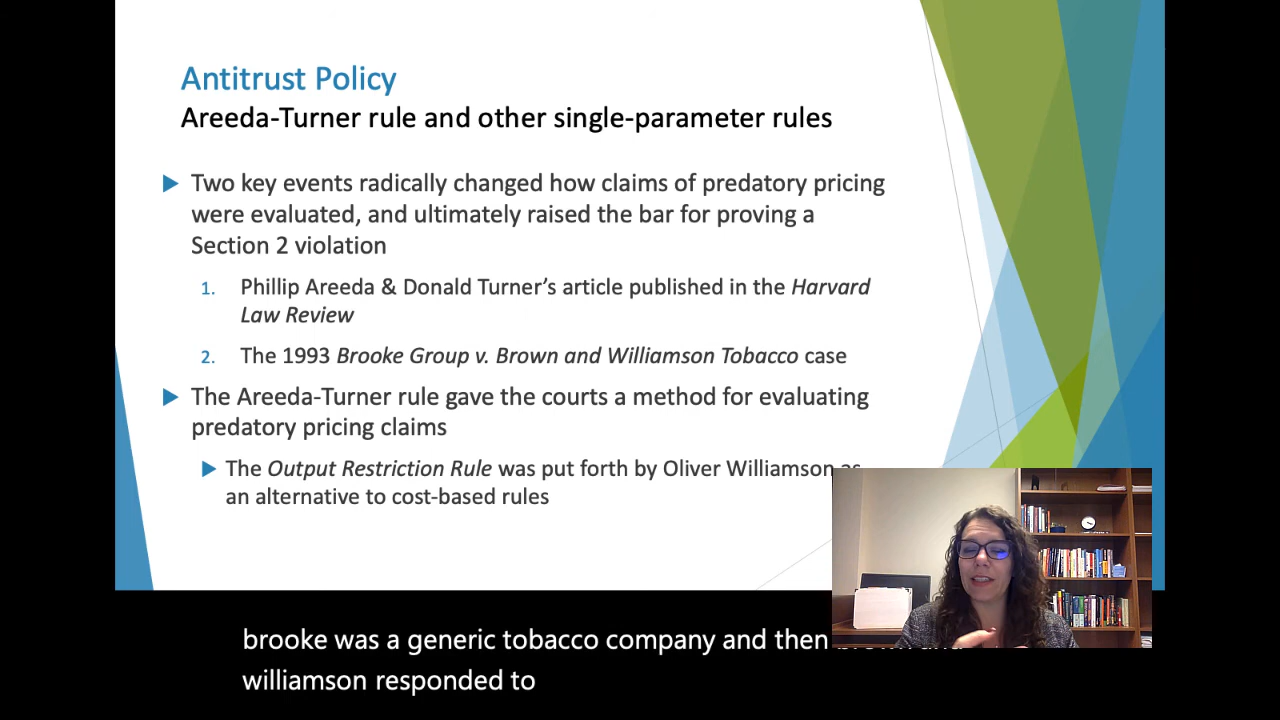 Antitrust Policy
Areeda-Turner rule and other single-parameter rules
Two key events radically changed how claims of predatory pricing
were evaluated, and ultimately raised the bar for proving a
Section 2 violation
1. Phillip Areeda & Donald Turner's article published in the Harvard
Law Review
2. The 1993 Brooke Group v. Brown and Williamson Tobacco case
The Areeda-Turner rule gave the courts a method for evaluating
predatory pricing claims
The Output Restriction Rule was put forth by Oliver Williamson as
an alternative to cost-based rules
brooke was a generic tobacco company and then
williamson responded to